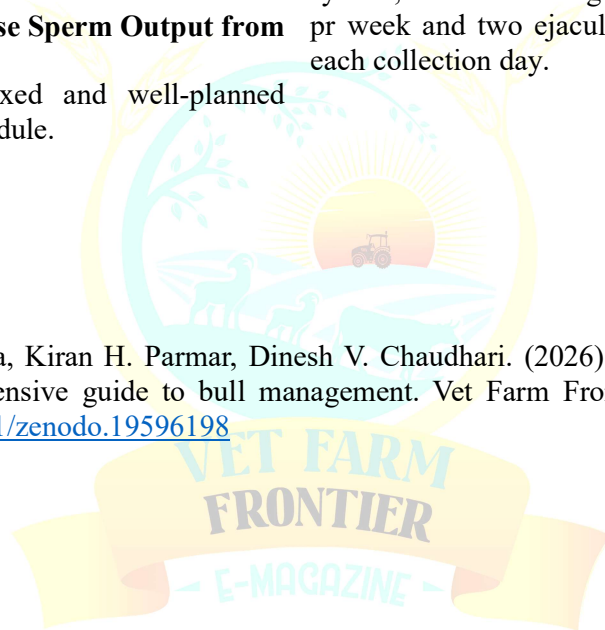 se Sperm Output from
xed and well-planned
dule.
pr week and two ejacul
each collection day.
a, Kiran H. Parmar, Dinesh V. Chaudhari. (2026)
ensive guide to bull management. Vet Farm Fro
1/zenodo.19596198
VET FARM
FRONTIER
E-MAGAZINE